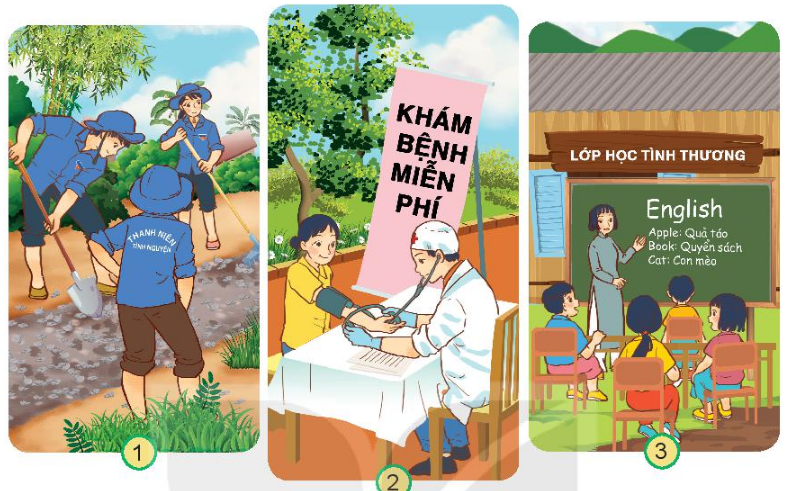 THANH NIÊN
TÌNH NGUYỆN
1
KHÁM
BỆNH
MIỄN
PHÍ
2
LỚP HỌC TÌNH THƯƠNG
English
Apple: Quả táo
Book: Quyển sách
Cat: Con mèo
3